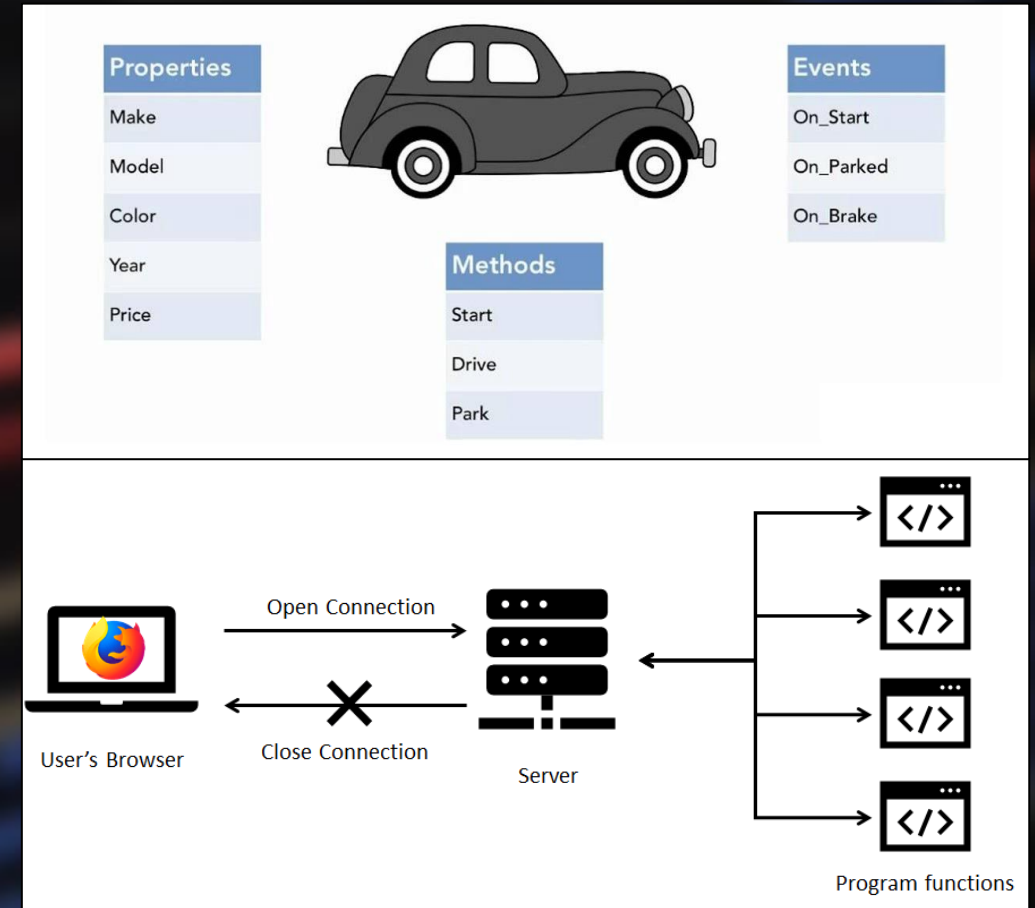 Properties
Make
Model
Color
Year
Price
Events
On_Start
On_Parked
On_Brake
Methods
Start
Drive
Park
Open Connection
Close Connection
User’s Browser
Server
</>
</>
</>
</>
Program functions